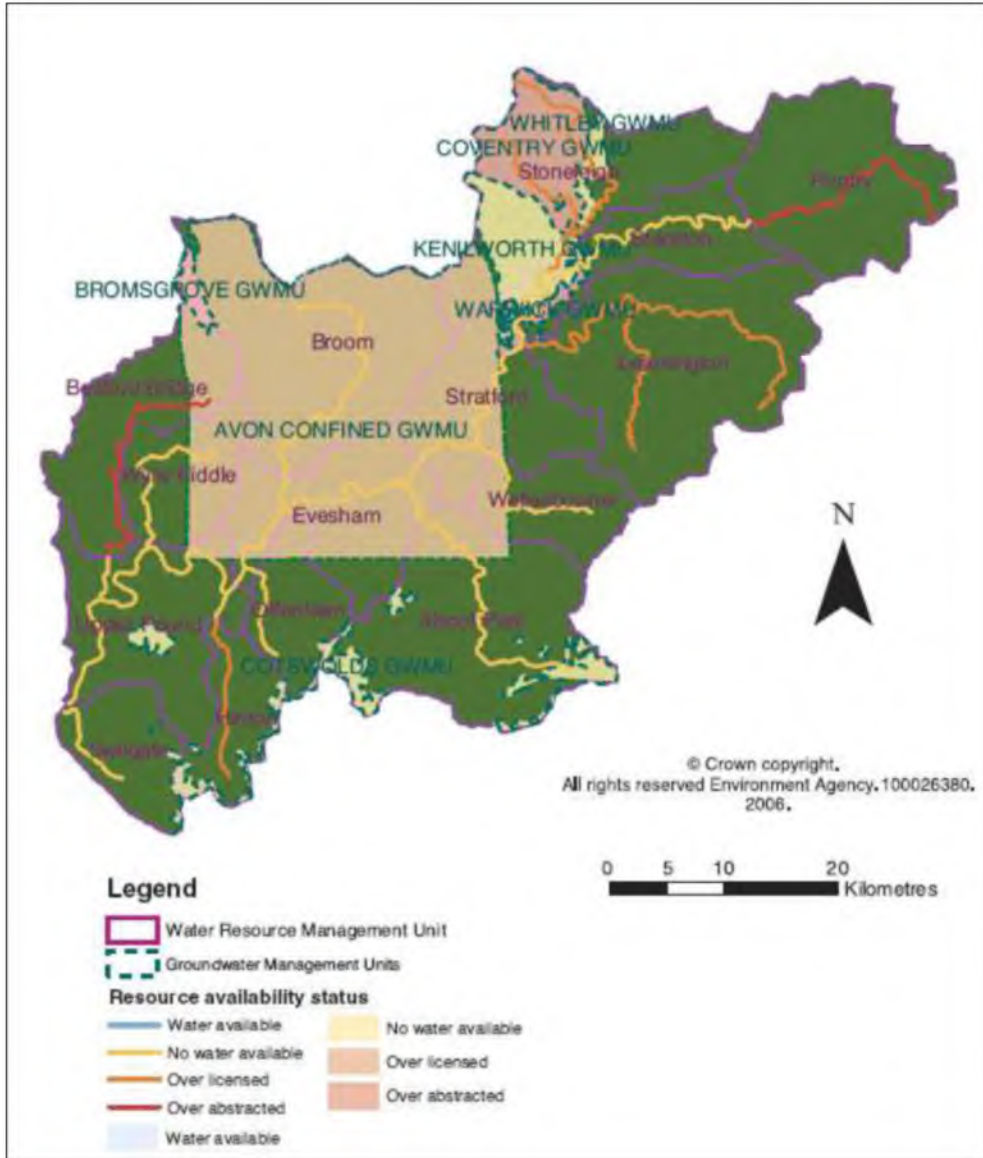 WHITLEY GWMU
COVENTRY GWMU
Stoneleigh
KENILWORTH GWMU
BROMSGROVE GWMU
WARWICK GWMU
Broom
Leamington
Stratford
AVON CONFINED GWMU
Evesham
N
Offenham
COTSWOLDS GWMU
© Crown copyright.
All rights reserved Environment Agency. 100026380.
2006.
0 5 10 20
Kilometres
Legend
Water Resource Management Unit
Groundwater Management Units
Resource availability status
Water available
No water available
No water available
Over licensed
Over licensed
Over abstracted
Over abstracted
Water available